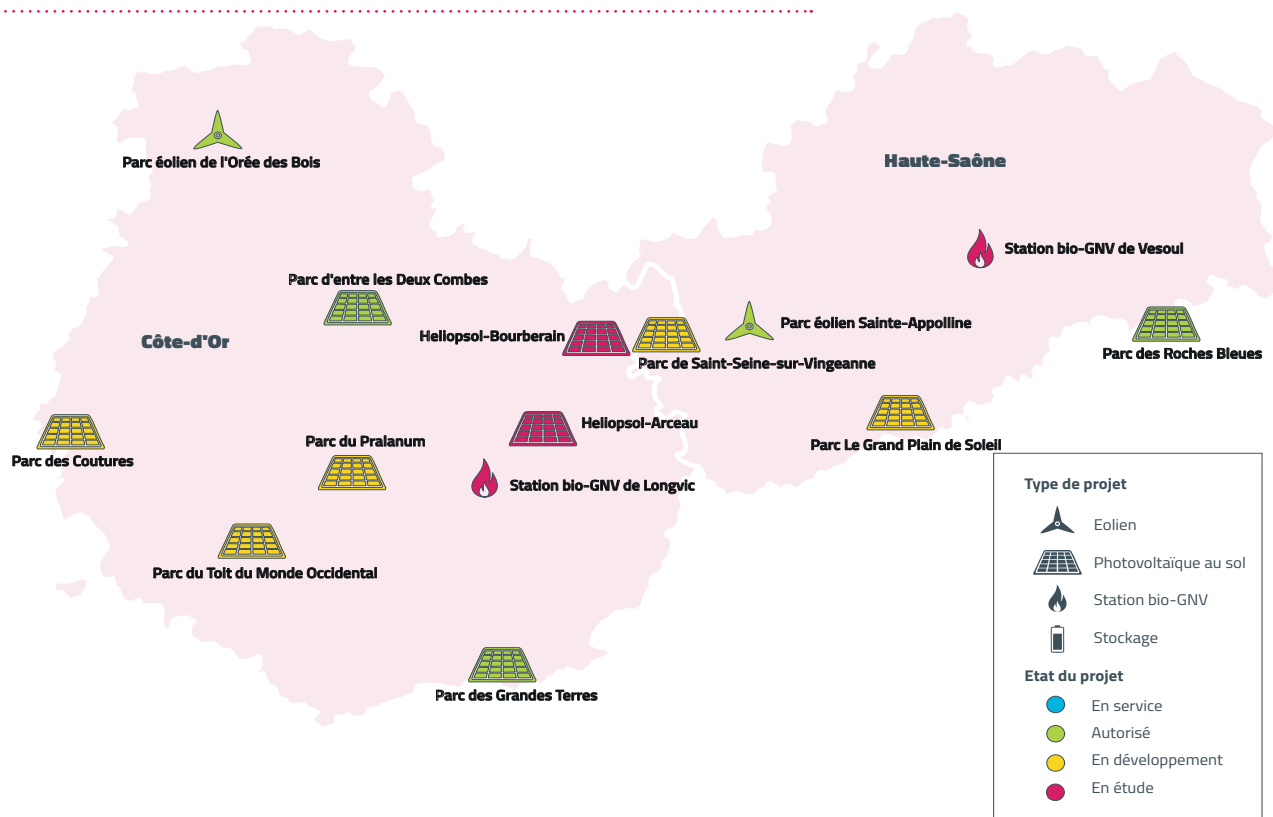 Parc éolien de l'Orée des Bois
Haute-Saône
Station bio-GNV de Vesoul
Parc d'entre les Deux Combes
Côte-d'Or
Heliopsol-Bourberain
Parc éolien Sainte-Appolline
Parc de Saint-Seine-sur-Vingeanne
Parc des Roches Bleues
Heliopsol-Arceau
Parc du Pralanum
Parc Le Grand Plain de Soleil
Parc des Coutures
Station bio-GNV de Longvic
Parc du Toit du Monde Occidental
Parc des Grandes Terres
Type de projet
Eolien
Photovoltaïque au sol
Station bio-GNV
Stockage
Etat du projet
En service
Autorisé
En développement
En étude